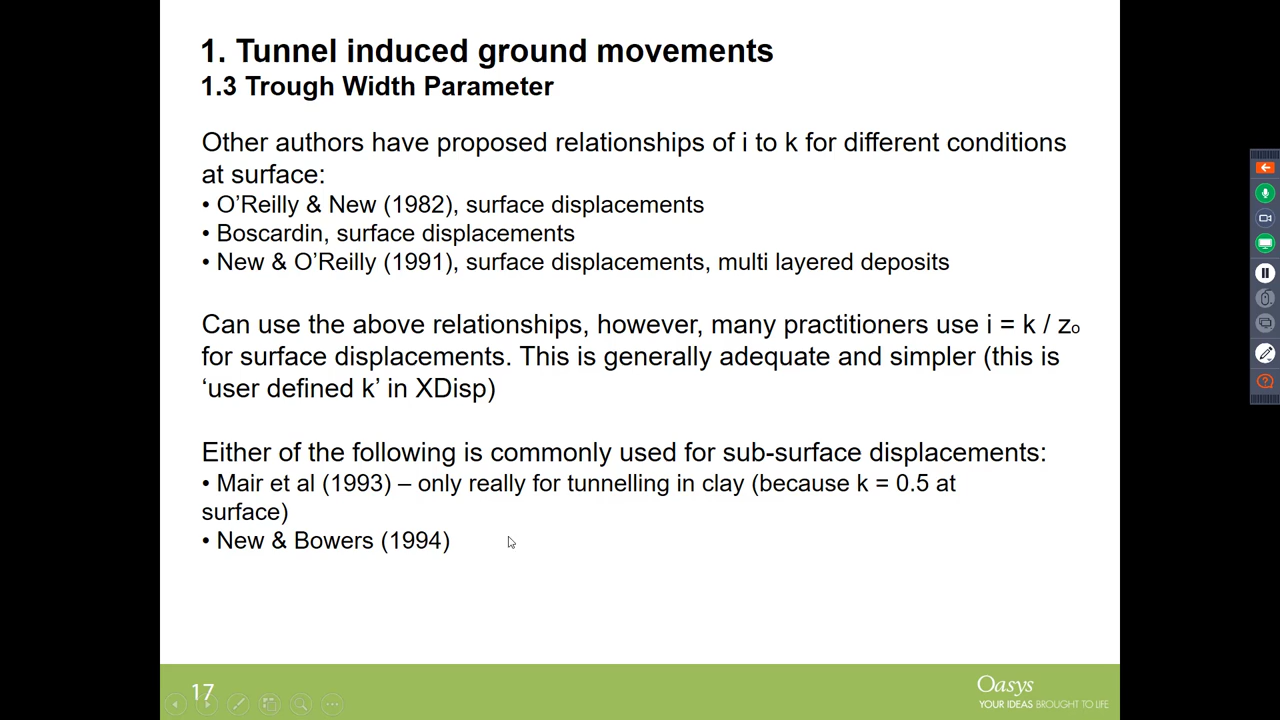 1. Tunnel induced ground movements
1.3 Trough Width Parameter
Other authors have proposed relationships of i to k for different conditions
at surface:
• O’Reilly & New (1982), surface displacements
• Boscardin, surface displacements
• New & O’Reilly (1991), surface displacements, multi layered deposits
Can use the above relationships, however, many practitioners use i = k / zo
for surface displacements. This is generally adequate and simpler (this is
‘user defined k’ in XDisp)
Either of the following is commonly used for sub-surface displacements:
• Mair et al (1993) – only really for tunnelling in clay (because k = 0.5 at
surface)
• New & Bowers (1994)
17
Oasys
YOUR IDEAS BROUGHT TO LIFE